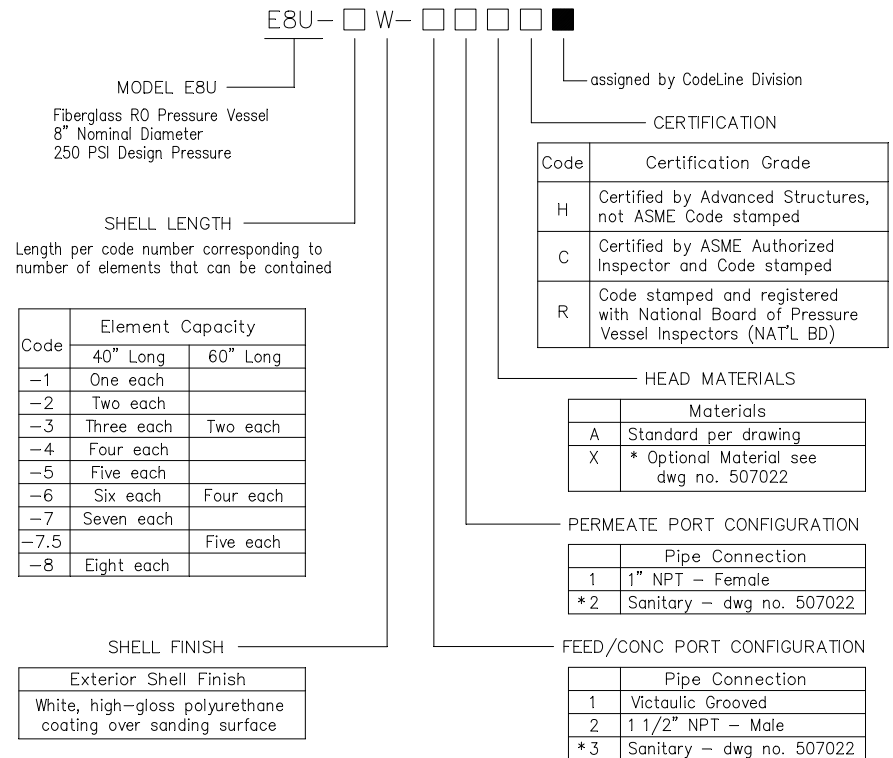 E8U- W-
assigned by CodeLine Division
MODEL E8U
Fiberglass RO Pressure Vessel
8" Nominal Diameter
250 PSI Design Pressure
CERTIFICATION
Code Certification Grade
H Certified by Advanced Structures,
not ASME Code stamped
C Certified by ASME Authorized
Inspector and Code stamped
R Code stamped and registered
with National Board of Pressure
Vessel Inspectors (NAT'L BD)
SHELL LENGTH
Length per code number corresponding to
number of elements that can be contained
Code Element Capacity
40" Long 60" Long
-1 One each
-2 Two each
-3 Three each Two each
-4 Four each
-5 Five each
-6 Six each Four each
-7 Seven each
-7.5 Five each
-8 Eight each
HEAD MATERIALS
Materials
A Standard per drawing
X * Optional Material see
dwg no. 507022
PERMEATE PORT CONFIGURATION
Pipe Connection
1 1" NPT - Female
*2 Sanitary - dwg no. 507022
SHELL FINISH
Exterior Shell Finish
White, high-gloss polyurethane
coating over sanding surface
FEED/CONC PORT CONFIGURATION
Pipe Connection
1 Victaulic Grooved
2 1 1/2" NPT - Male
*3 Sanitary - dwg no. 507022